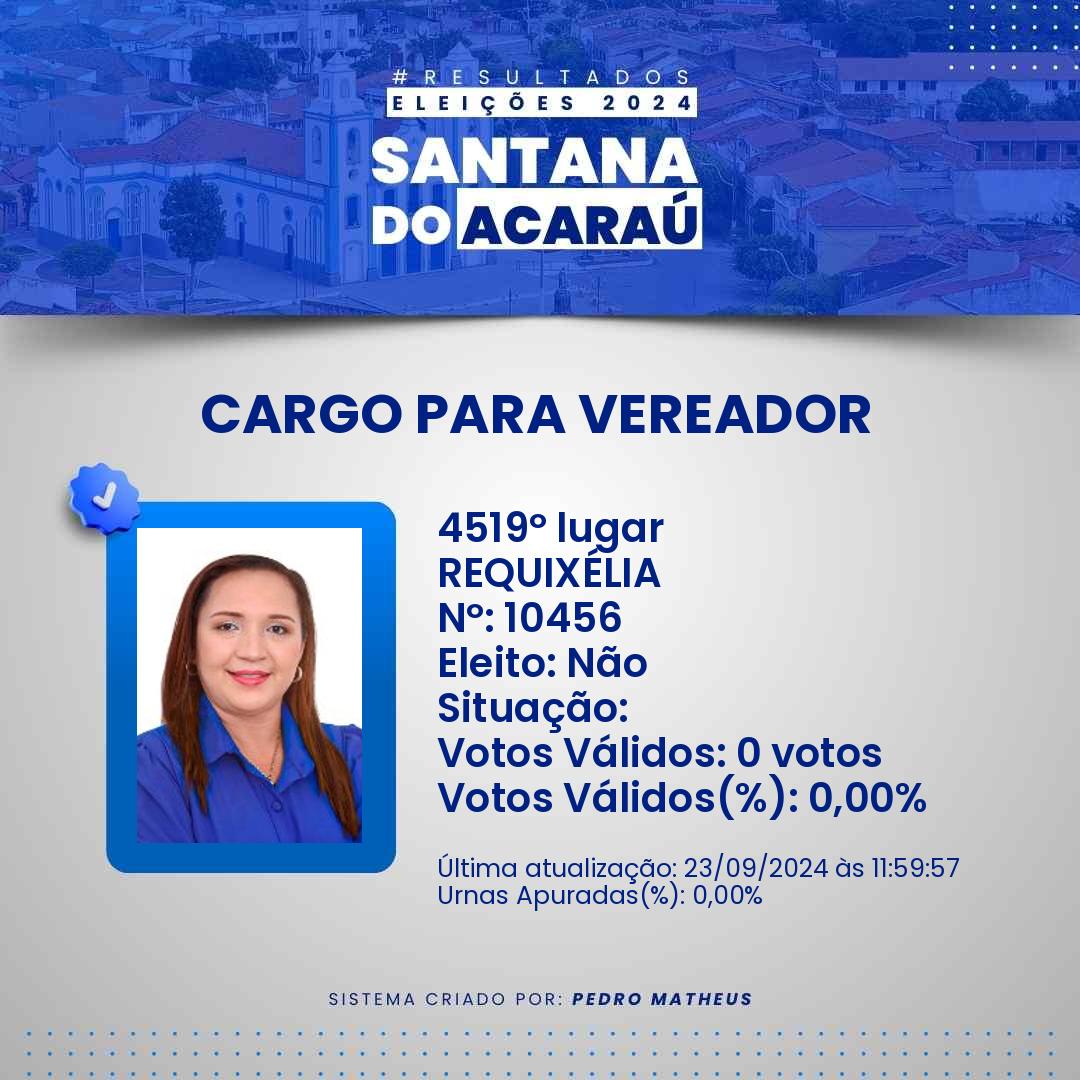 #RESULTADOS
ELEIÇÕES 2024
SANTANA
DO ACARAÚ
CARGO PARA VEREADOR
4519º lugar
REQUIXÉLIA
Nº: 10456
Eleito: Não
Situação:
Votos Válidos: 0 votos
Votos Válidos(%): 0,00%
Última atualização: 23/09/2024 às 11:59:57
Urnas Apuradas(%): 0,00%
SISTEMA CRIADO POR: PEDRO MATHEUS